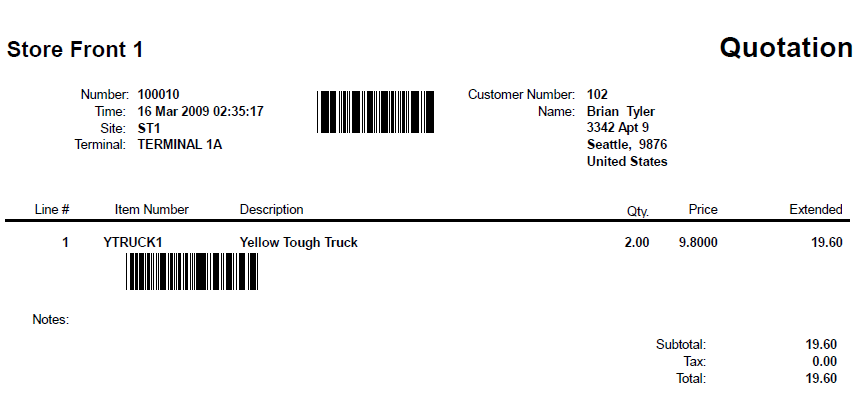 Store Front 1 Quotation
Number: 100010 Customer Number: 102
Time: 16 Mar 2009 02:35:17 Name: Brian Tyler
Site: ST1 3342 Apt 9
Terminal: TERMINAL 1A Seattle, 9876
United States
Line # Item Number Description Qty. Price Extended
1 YTRUCK1 Yellow Tough Truck 2.00 9.8000 19.60
Notes:
Subtotal: 19.60
Tax: 0.00
Total: 19.60